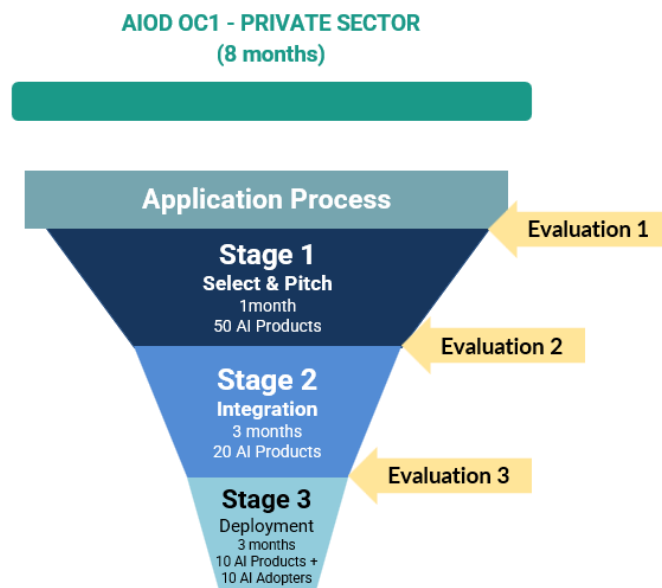 AIOD OC1 - PRIVATE SECTOR
(8 months)
Application Process
Evaluation 1
Stage 1
Select & Pitch
1month
50 AI Products
Evaluation 2
Stage 2
Integration
3 months
20 AI Products
Evaluation 3
Stage 3
Deployment
3 months
10 AI Products +
10 AI Adopters